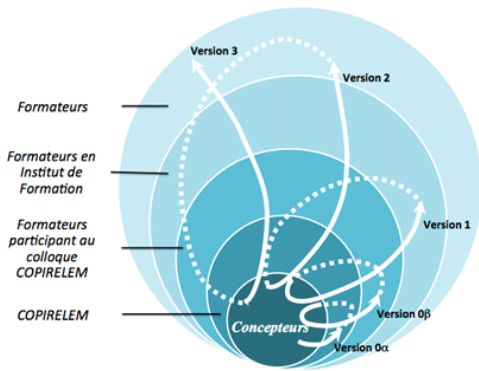 Version 3
Version 2
Formateurs
Formateurs en
Institut de
Formation
Version 1
Formateurs
participant au
colloque
COPIRELEM
COPIRELEM
Version 0β
Concepteurs
Version 0α